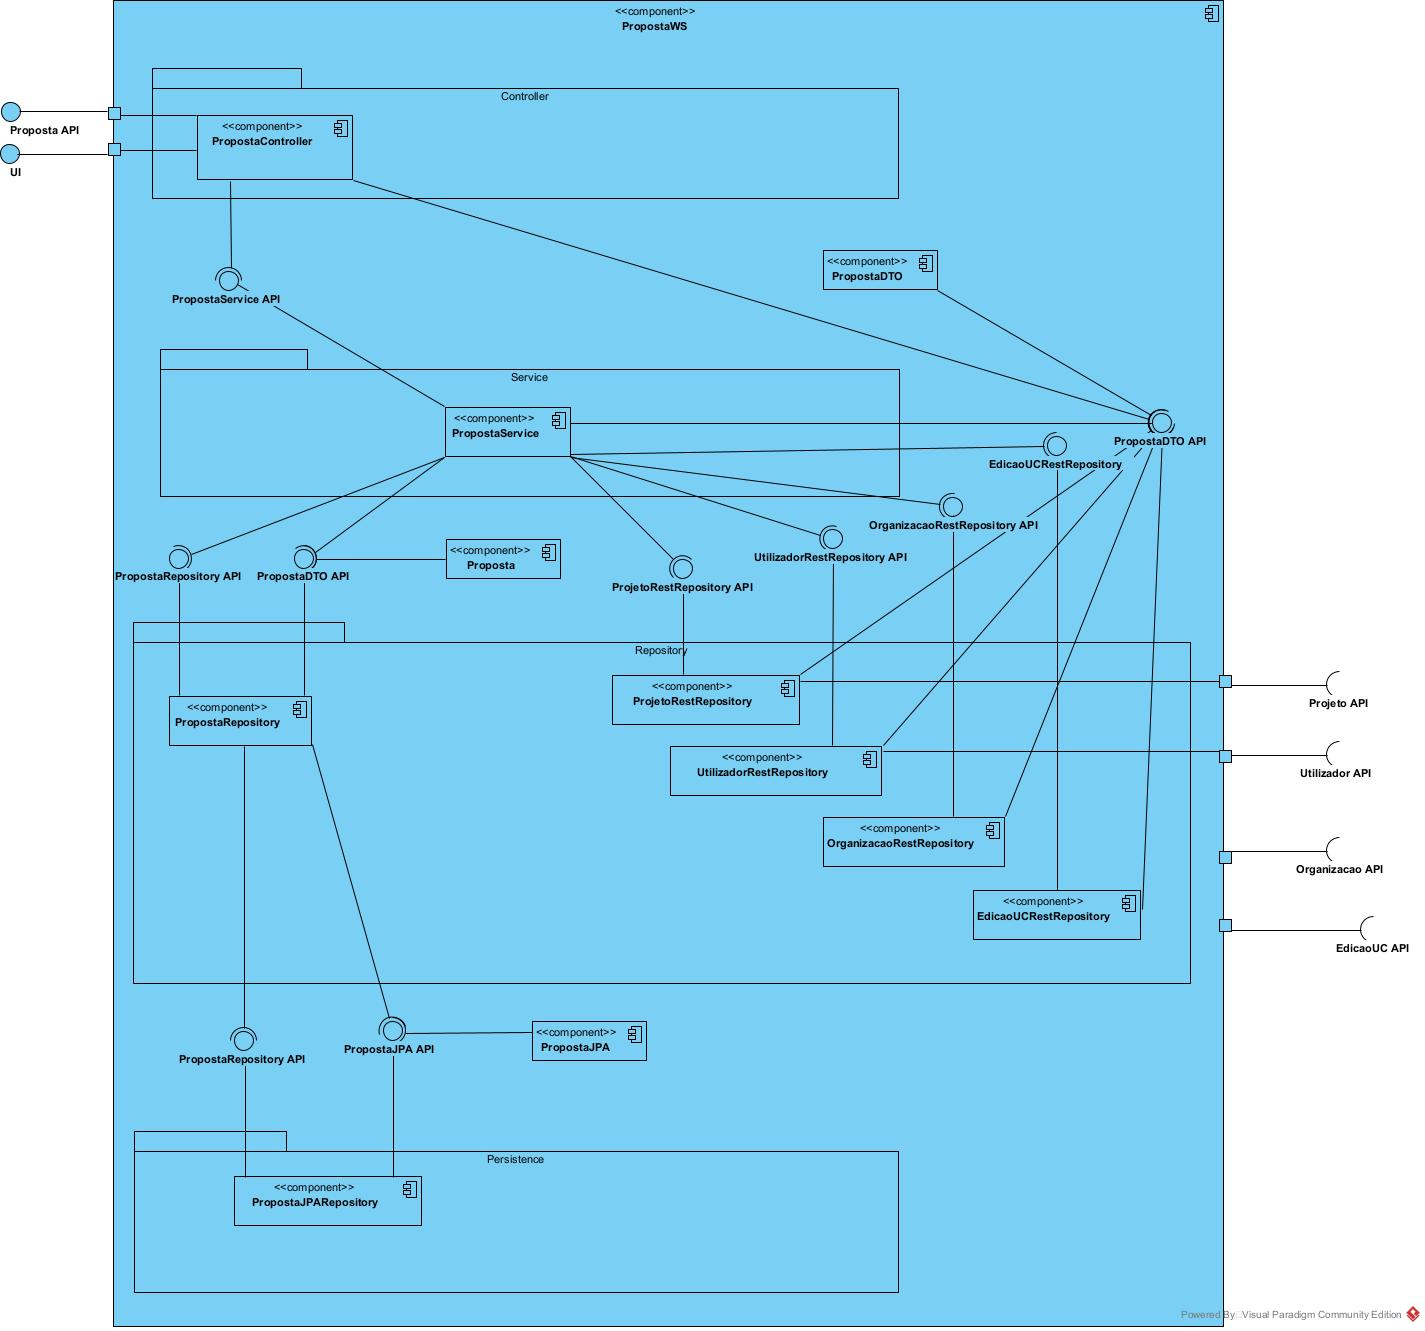 <<component>>
PropostaWS
Controller
Proposta API
<<component>>
PropostaController
UI
<<component>>
PropostaDTO
PropostaService API
Service
<<component>>
PropostaService
PropostaDTO API
EdicaoUCRestRepository
OrganizacaoRestRepository API
UtilizadorRestRepository API
<<component>>
Proposta
PropostaRepository API
PropostaDTO API
ProjetoRestRepository API
Repository
<<component>>
ProjetoRestRepository
Projeto API
<<component>>
PropostaRepository
<<component>>
UtilizadorRestRepository
Utilizador API
<<component>>
OrganizacaoRestRepository
Organizacao API
<<component>>
EdicaoUCRestRepository
EdicaoUC API
<<component>>
PropostaJPA
PropostaJPA API
PropostaRepository API
Persistence
<<component>>
PropostaJPARepository
Powered By Visual Paradigm Community Edition